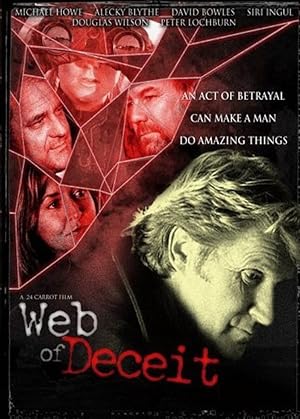 MICHAEL HOWE ALECKY BLYTHE DAVID BOWLES SIRI INGUL
DOUGLAS WILSON PETER LOCHBURN
AN ACT OF BETRAYAL
CAN MAKE A MAN
DO AMAZING THINGS
A 24 CARROT FILM
Web
of Deceit